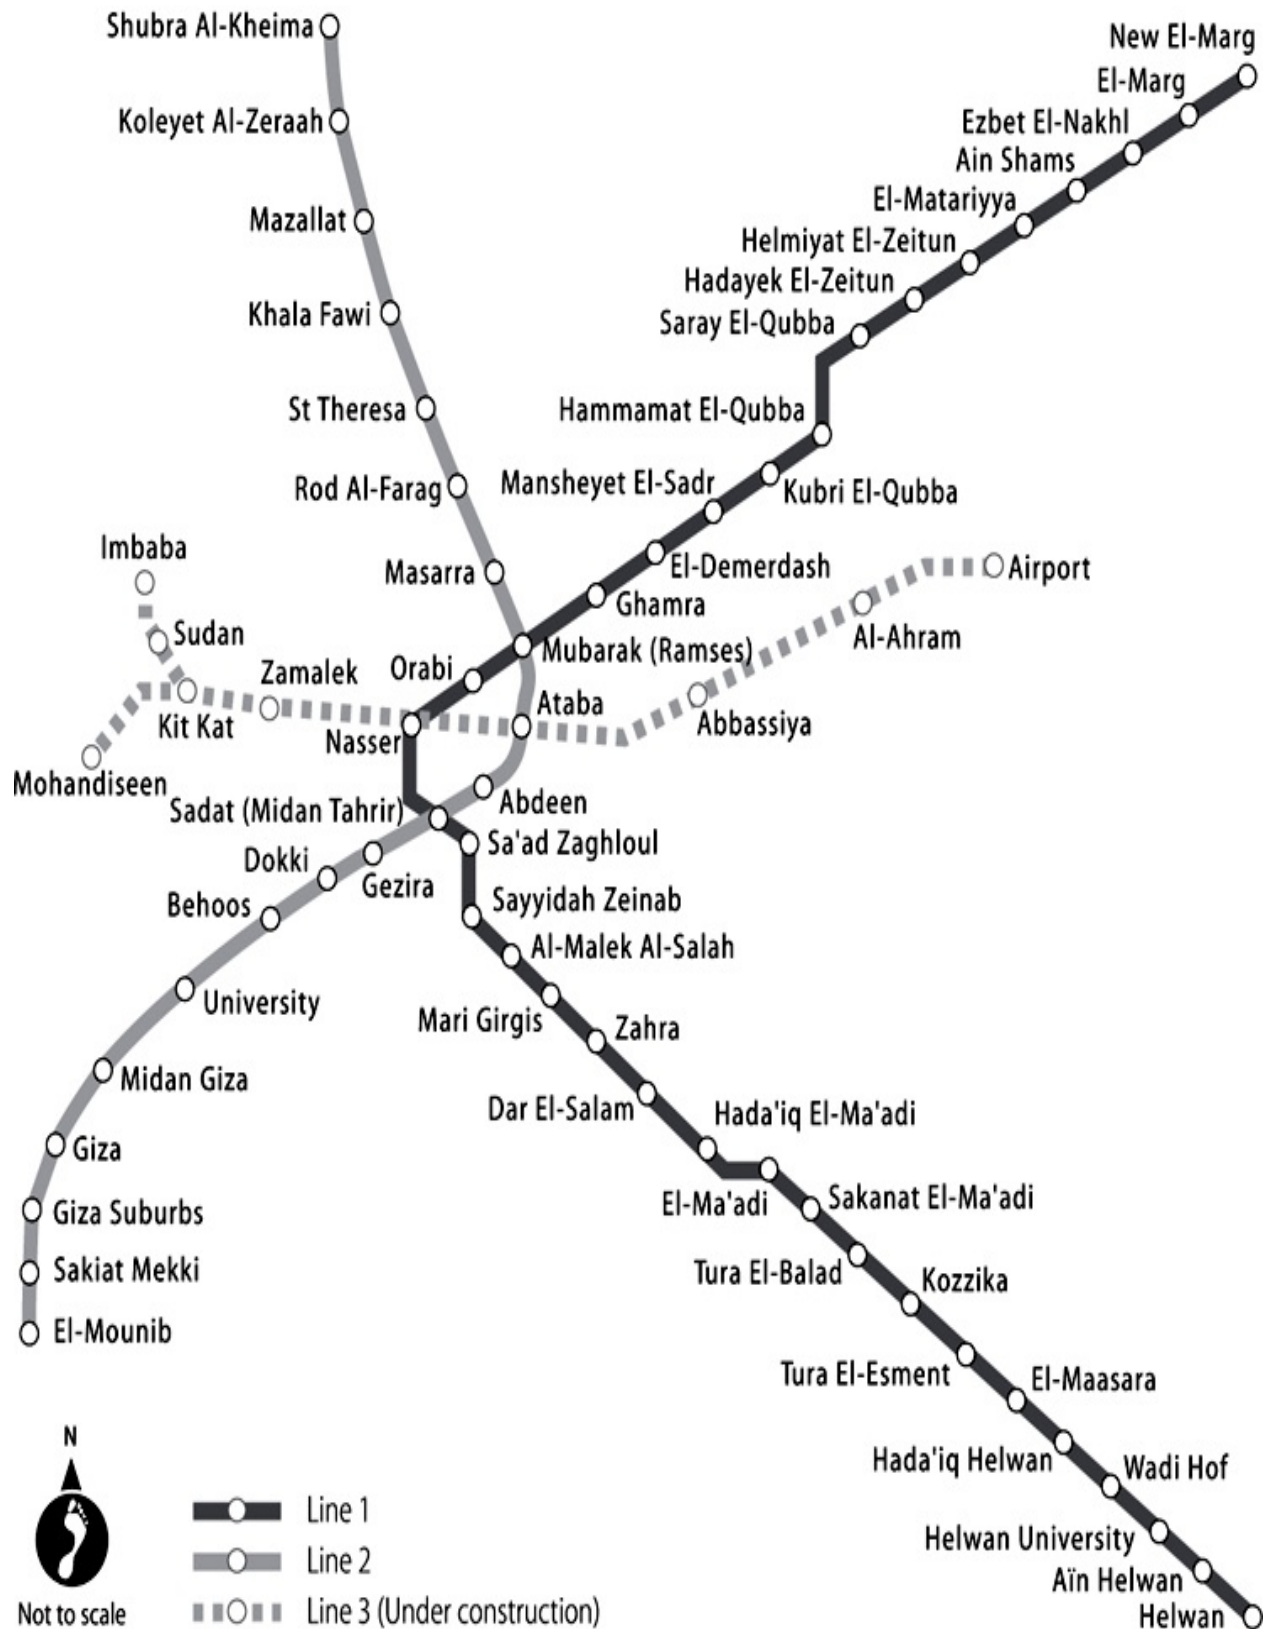 Shubra Al-Kheima
New El-Marg
El-Marg
Koleyet Al-Zeraah
Ezbet El-Nakhl
Ain Shams
El-Matariyya
Mazallat
Helmiyat El-Zeitun
Hadayek El-Zeitun
Khala Fawi
Saray El-Qubba
St Theresa
Hammamat El-Qubba
Rod Al-Farag
Mansheyet El-Sadr
Kubri El-Qubba
Imbaba
Masarra
El-Demerdash
Airport
Ghamra
Sudan
Al-Ahram
Zamalek
Orabi
Mubarak (Ramses)
Kit Kat
Ataba
Abbassiya
Nasser
Mohandiseen
Sadat (Midan Tahrir)
Abdeen
Dokki
Sa'ad Zaghloul
Gezira
Behoos
Sayyidah Zeinab
Al-Malek Al-Salah
University
Mari Girgis
Zahra
Midan Giza
Dar El-Salam
Hada'iq El-Ma'adi
Giza
El-Ma'adi
Sakanat El-Ma'adi
Giza Suburbs
Sakiat Mekki
Tura El-Balad
Kozzika
El-Mounib
Tura El-Esment
El-Maasara
N
Hada'iq Helwan
Wadi Hof
Line 1
Helwan University
Line 2
Aïn Helwan
Not to scale
Line 3 (Under construction)
Helwan